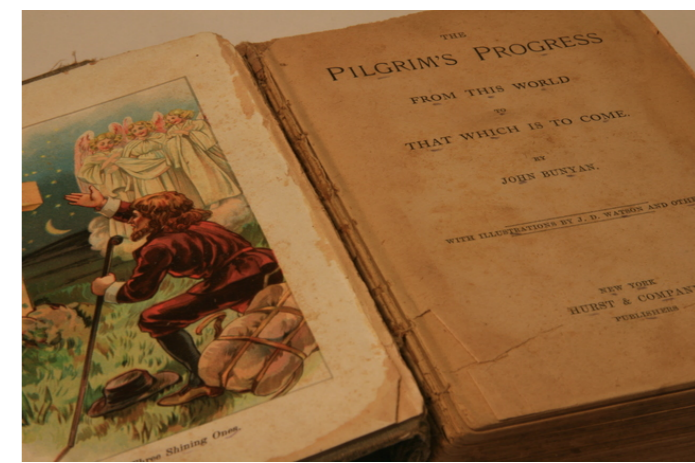 Three Shining Ones.
THE
PILGRIM'S PROGRESS
FROM THIS WORLD
TO
THAT WHICH IS TO COME.
BY
JOHN BUNYAN.
WITH ILLUSTRATIONS BY J. D. WATSON AND
NEW YORK
HURST & COMPANY
PUBLISHERS